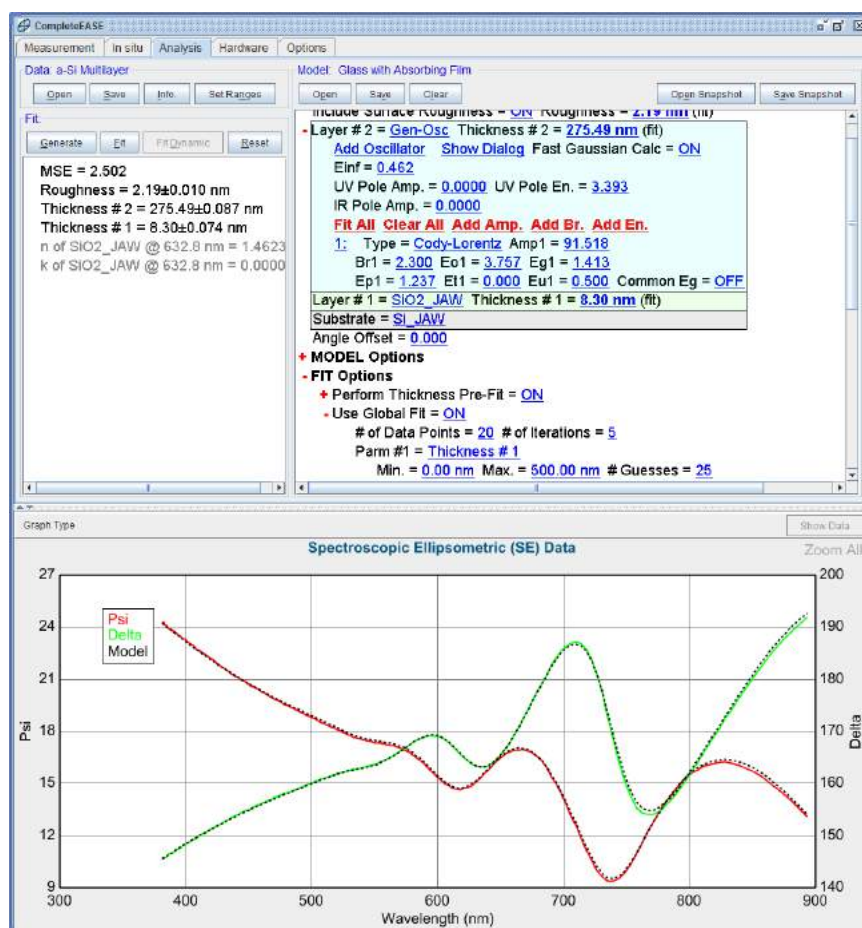 CompleteEASE
Measurement In situ Analysis Hardware Options
Data: a-Si Multilayer
Open Save Info. Set Ranges
Model: Glass with Absorbing Film
Open Save Clear Open Snapshot Save Snapshot
Fit:
Generate Fit Fit Dynamic Reset
MSE = 2.502
Roughness = 2.19±0.010 nm
Thickness # 2 = 275.49±0.087 nm
Thickness # 1 = 8.30±0.074 nm
n of SiO2_JAW @ 632.8 nm = 1.4623
k of SiO2_JAW @ 632.8 nm = 0.0000
Include Surface Roughness = ON Roughness = 2.19 nm (fit)
- Layer # 2 = Gen-Osc Thickness # 2 = 275.49 nm (fit)
Add Oscillator Show Dialog Fast Gaussian Calc = ON
Einf = 0.462
UV Pole Amp. = 0.0000 UV Pole En. = 3.393
IR Pole Amp. = 0.0000
Fit All Clear All Add Amp. Add Br. Add En.
1: Type = Cody-Lorentz Amp1 = 91.518
Br1 = 2.300 Eo1 = 3.757 Eg1 = 1.413
Ep1 = 1.237 Et1 = 0.000 Eu1 = 0.500 Common Eg = OFF
Layer # 1 = SiO2_JAW Thickness # 1 = 8.30 nm (fit)
Substrate = SI_JAW
Angle Offset = 0.000
+ MODEL Options
- FIT Options
+ Perform Thickness Pre-Fit = ON
- Use Global Fit = ON
# of Data Points = 20 # of Iterations = 5
Parm #1 = Thickness # 1
Min. = 0.00 nm Max. = 500.00 nm # Guesses = 25
Graph Type Show Data
Spectroscopic Ellipsometric (SE) Data
Zoom All
27
24
21
18
15
12
9
Psi
Psi
Delta
Model
200
190
180
170
160
150
140
Delta
300 400 500 600 700 800 900
Wavelength (nm)